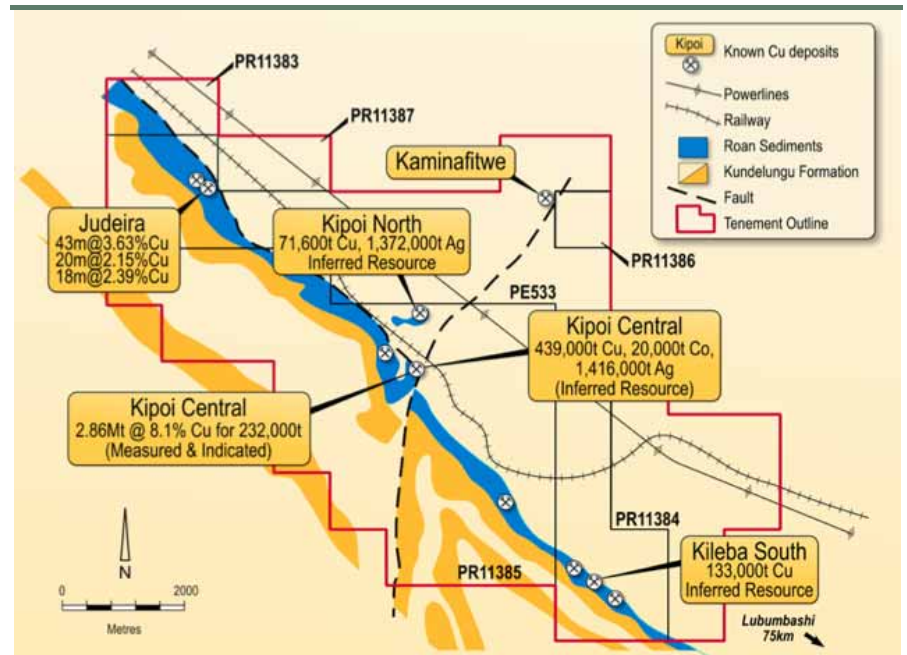 PR11383
PR11387
Kaminafitwe
Kipoi
Known Cu deposits
Powerlines
Railway
Roan Sediments
Kundelungu Formation
Fault
Tenement Outline
Judeira
43m@3.63%Cu
20m@2.15%Cu
18m@2.39%Cu
Kipoi North
71,600t Cu, 1,372,000t Ag
Inferred Resource
PR11386
PE533
Kipoi Central
439,000t Cu, 20,000t Co,
1,416,000t Ag
(Inferred Resource)
Kipoi Central
2.86Mt @ 8.1% Cu for 232,000t
(Measured & Indicated)
PR11384
PR11385
Kileba South
133,000t Cu
Inferred Resource
N
0
2000
Metres
Lubumbashi
75km